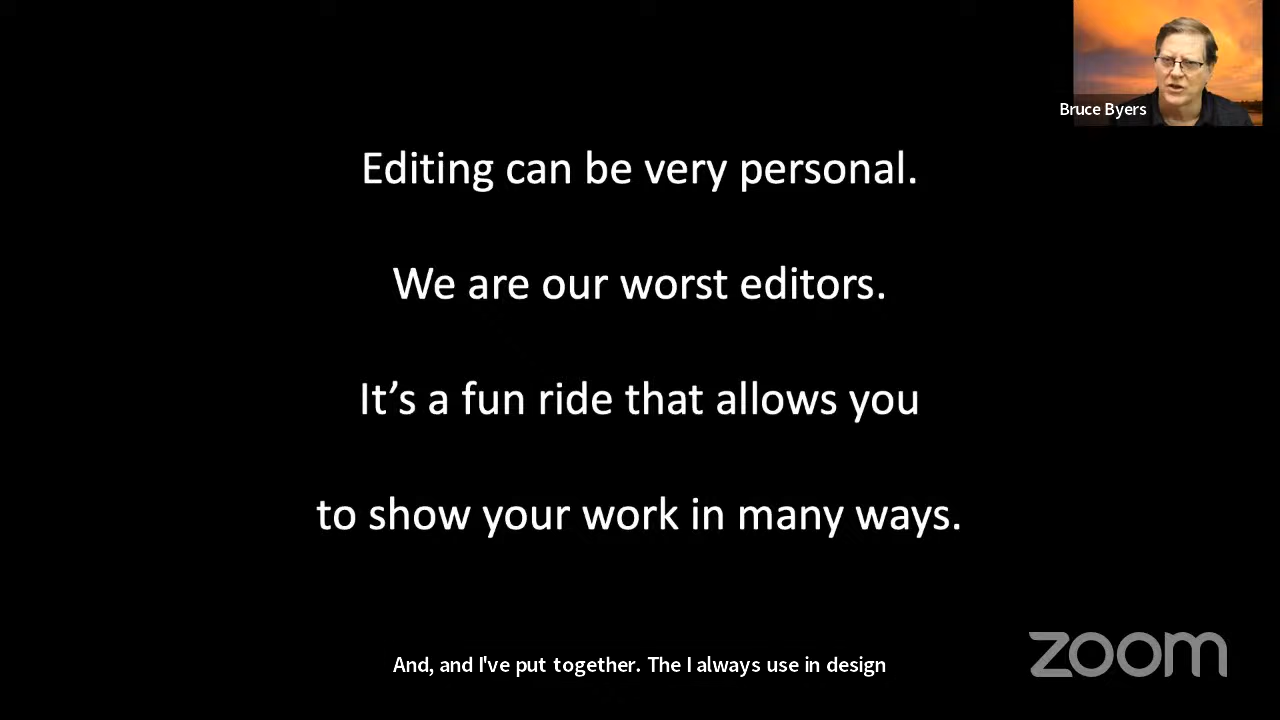 Bruce Byers
Editing can be very personal.
We are our worst editors.
It’s a fun ride that allows you
to show your work in many ways.
And, and I've put together. The I always use in design
zoom